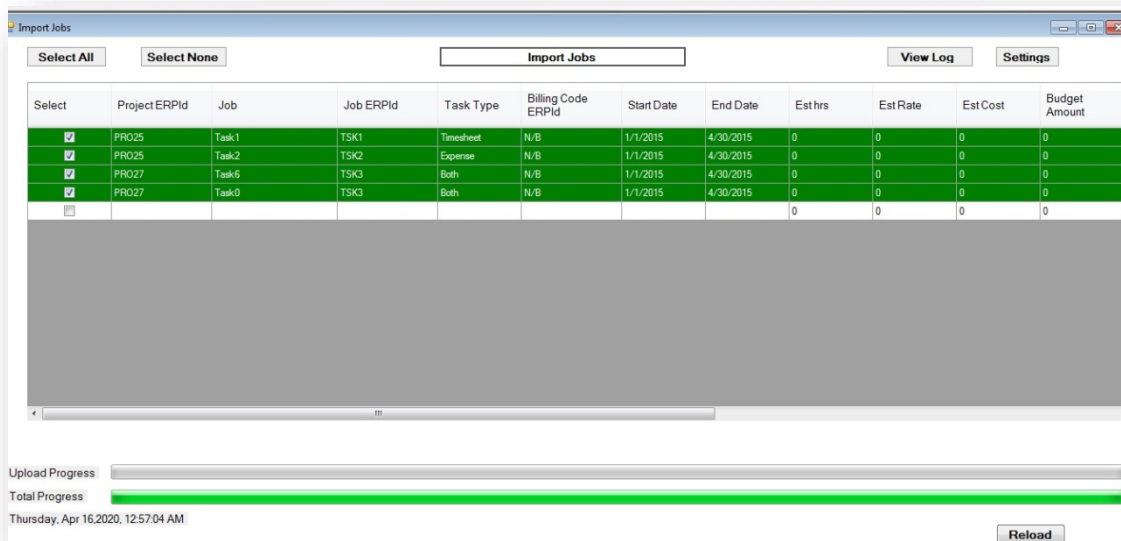 Import Jobs
Select All Select None Import Jobs View Log Settings
Select Project ERPId Job Job ERPId Task Type Billing Code ERPId Start Date End Date Est hrs Est Rate Est Cost Budget Amount
PRO25 Task1 TSK1 Timesheet N/B 1/1/2015 4/30/2015 0 0 0 0
PRO25 Task2 TSK2 Expense N/B 1/1/2015 4/30/2015 0 0 0 0
PRO27 Task6 TSK3 Both N/B 1/1/2015 4/30/2015 0 0 0 0
PRO27 Task0 TSK3 Both N/B 1/1/2015 4/30/2015 0 0 0 0
0 0 0 0
Upload Progress
Total Progress
Thursday, Apr 16,2020, 12:57:04 AM
Reload